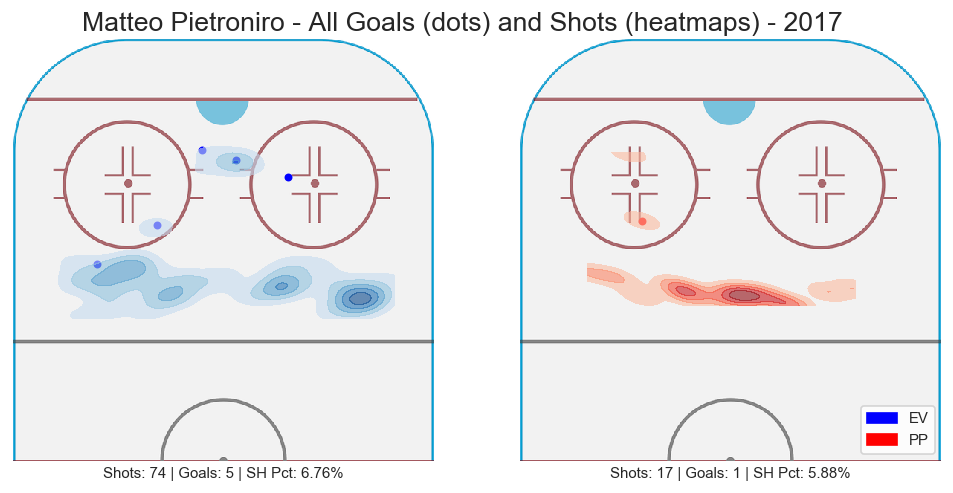 Matteo Pietroniro - All Goals (dots) and Shots (heatmaps) - 2017
EV
PP
Shots: 74 | Goals: 5 | SH Pct: 6.76%
Shots: 17 | Goals: 1 | SH Pct: 5.88%